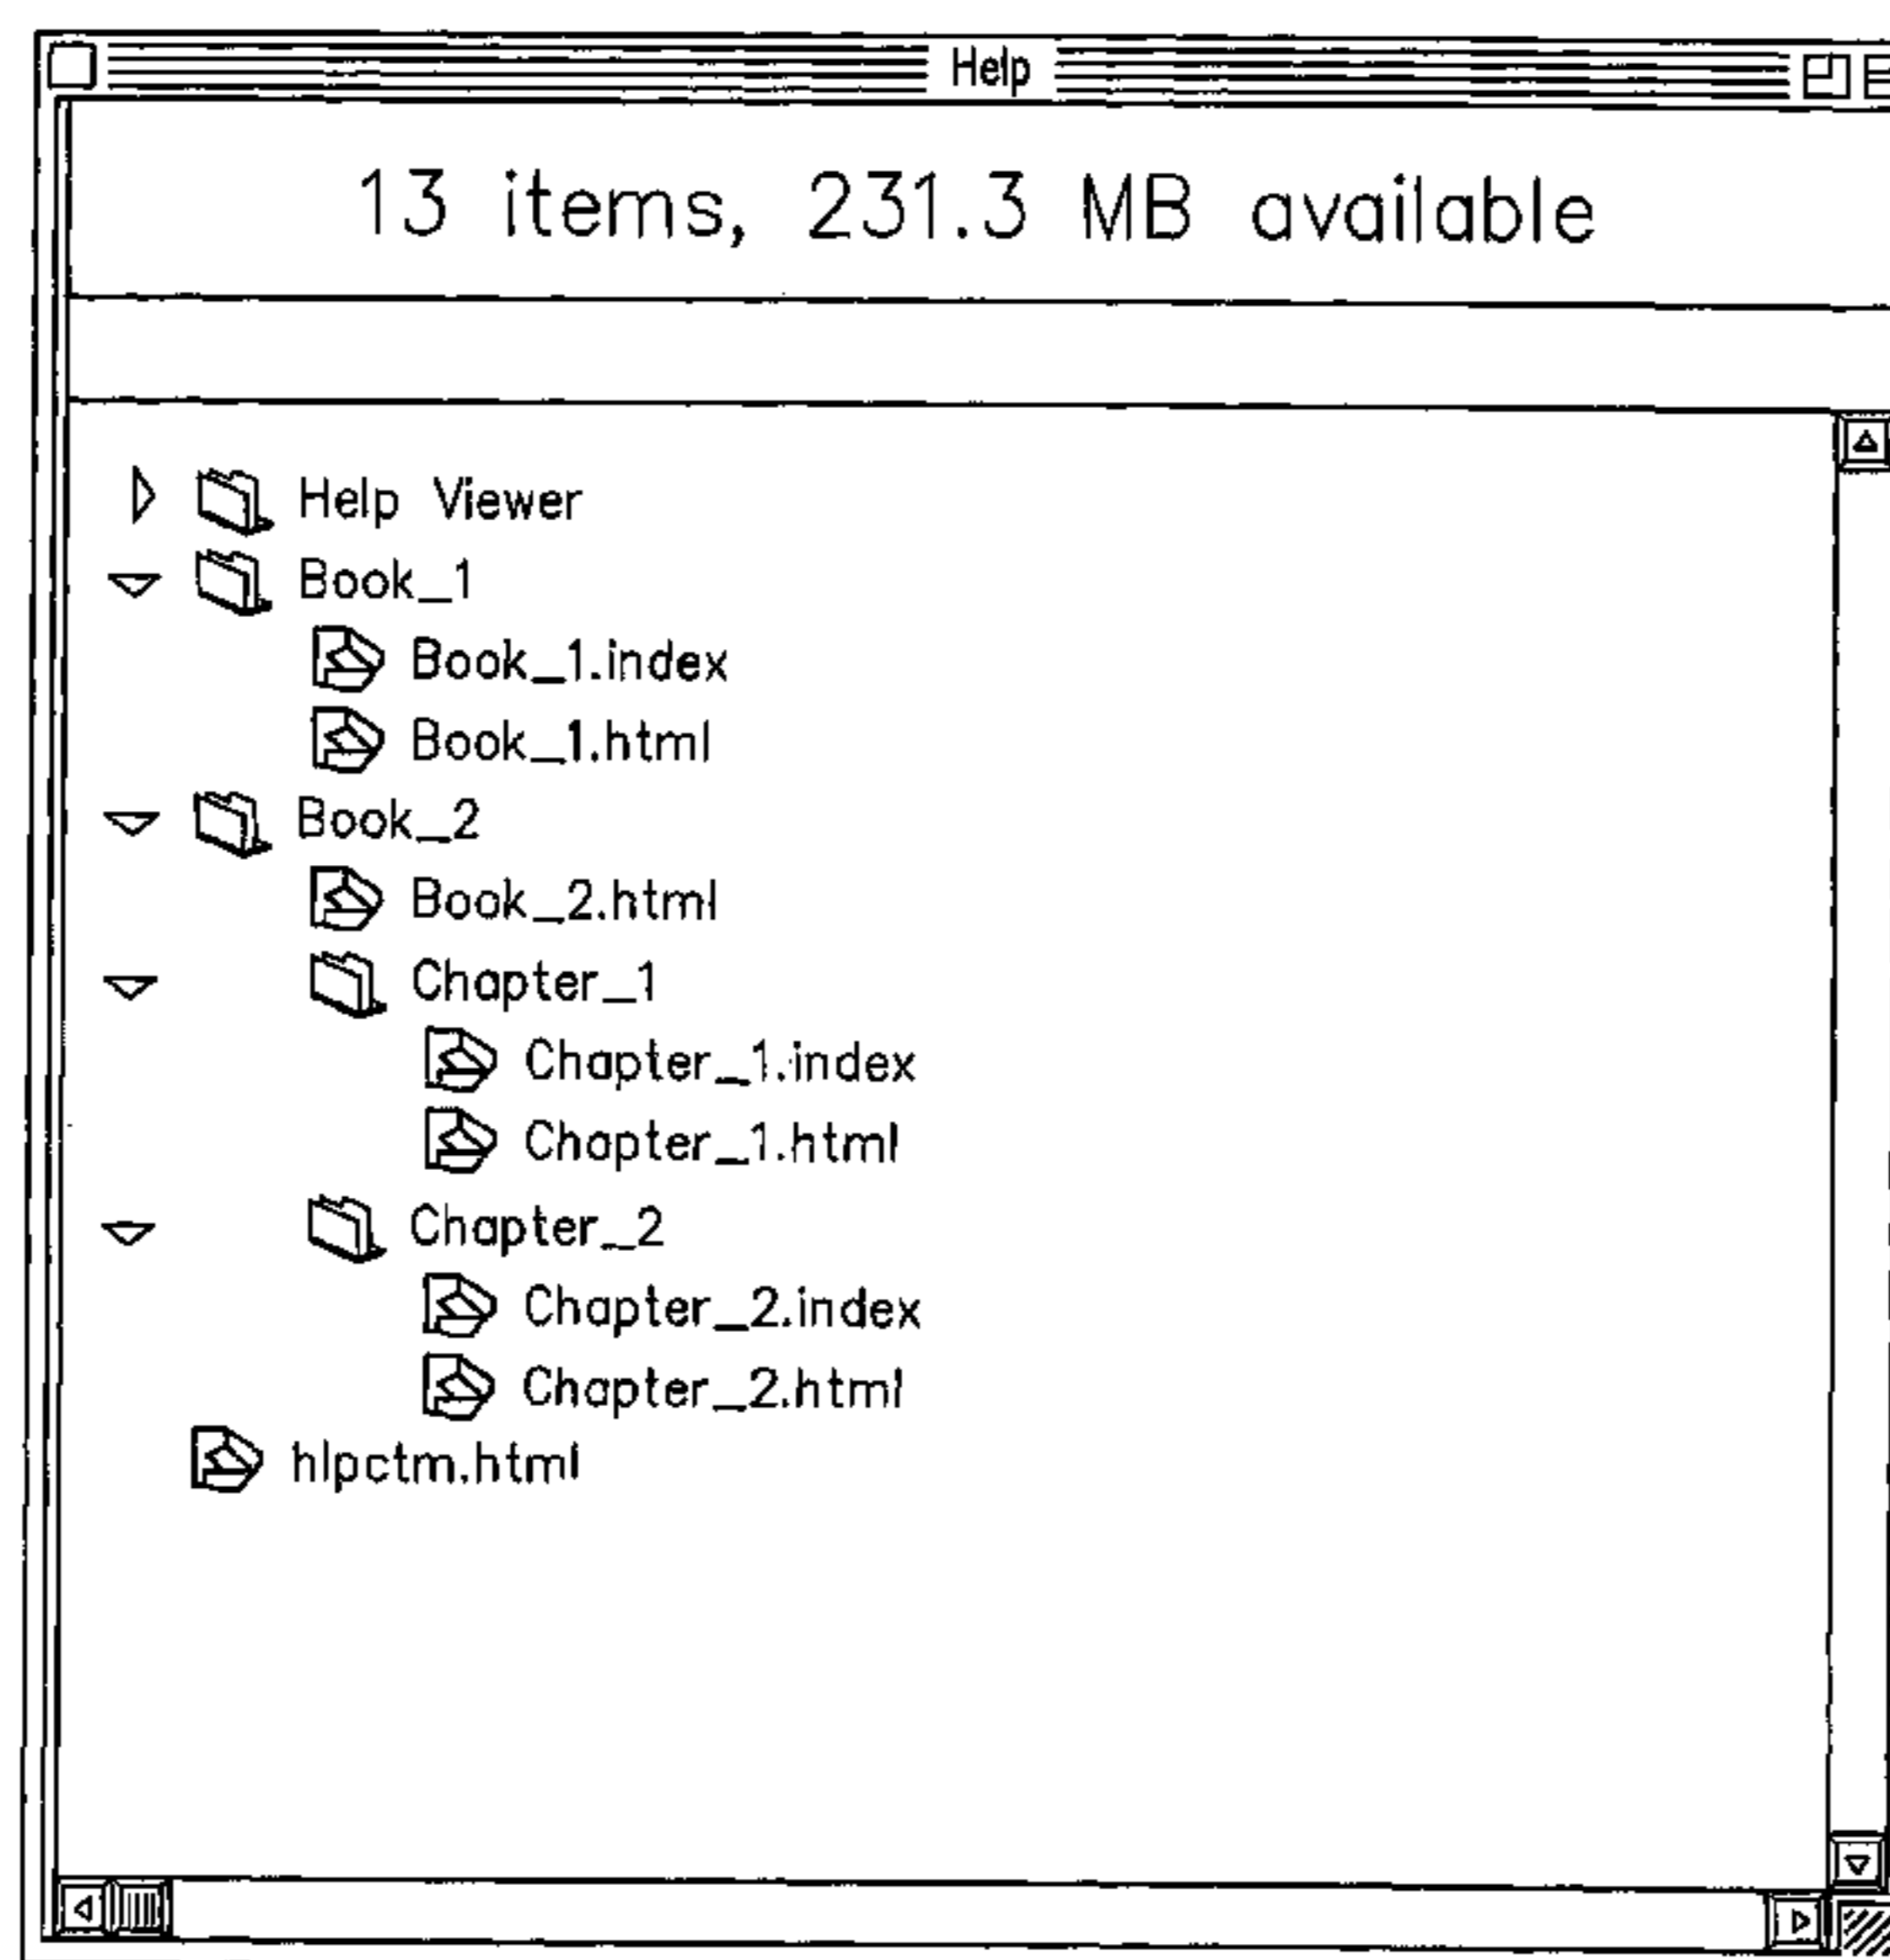 Help
13 items, 231.3 MB available
Help Viewer
Book_1
Book_1.index
Book_1.html
Book_2
Book_2.html
Chapter_1
Chapter_1.index
Chapter_1.html
Chapter_2
Chapter_2.index
Chapter_2.html
hlpctm.html